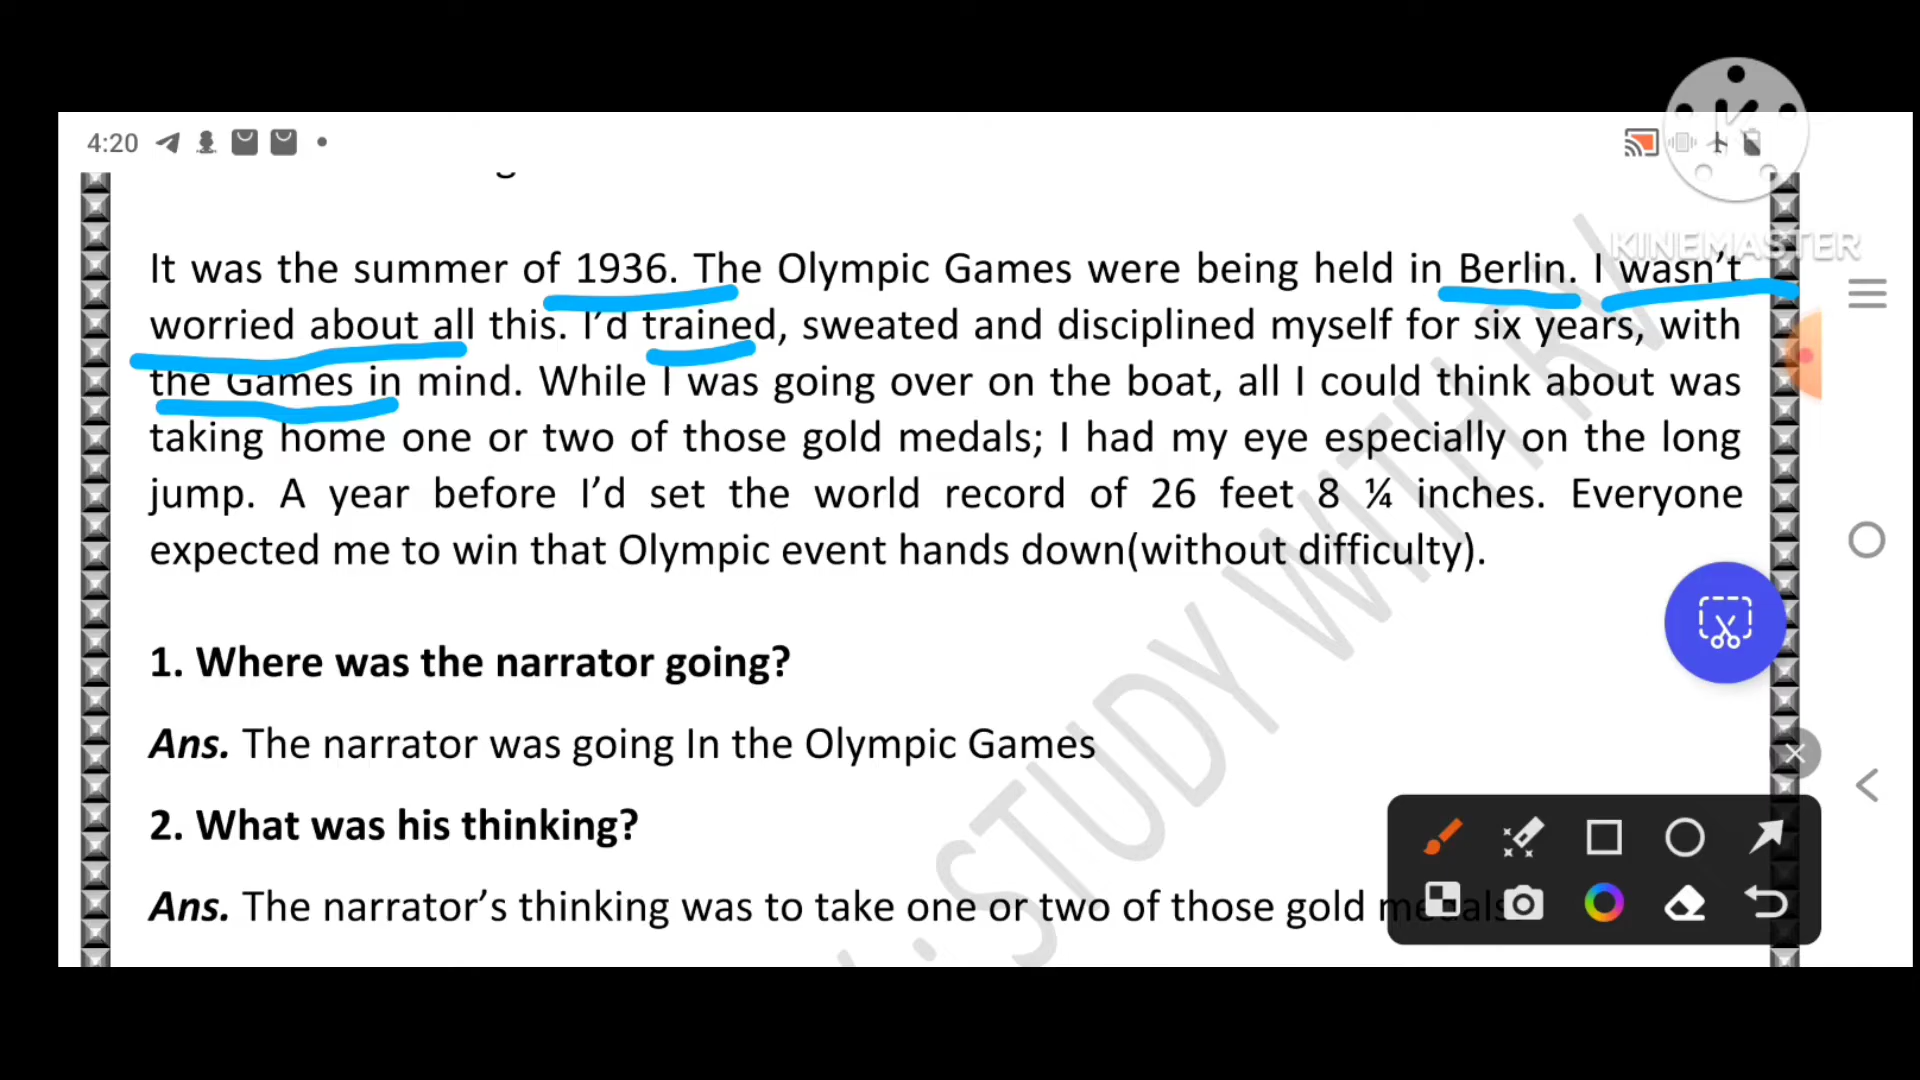 4:20
KINEMASTER
It was the summer of 1936. The Olympic Games were being held in Berlin. I wasn't
worried about all this. I'd trained, sweated and disciplined myself for six years, with
the Games in mind. While I was going over on the boat, all I could think about was
taking home one or two of those gold medals; I had my eye especially on the long
jump. A year before I'd set the world record of 26 feet 8 ¼ inches. Everyone
expected me to win that Olympic event hands down(without difficulty).
1. Where was the narrator going?
Ans. The narrator was going In the Olympic Games
2. What was his thinking?
Ans. The narrator's thinking was to take one or two of those gold medals
STUDY WITH RV